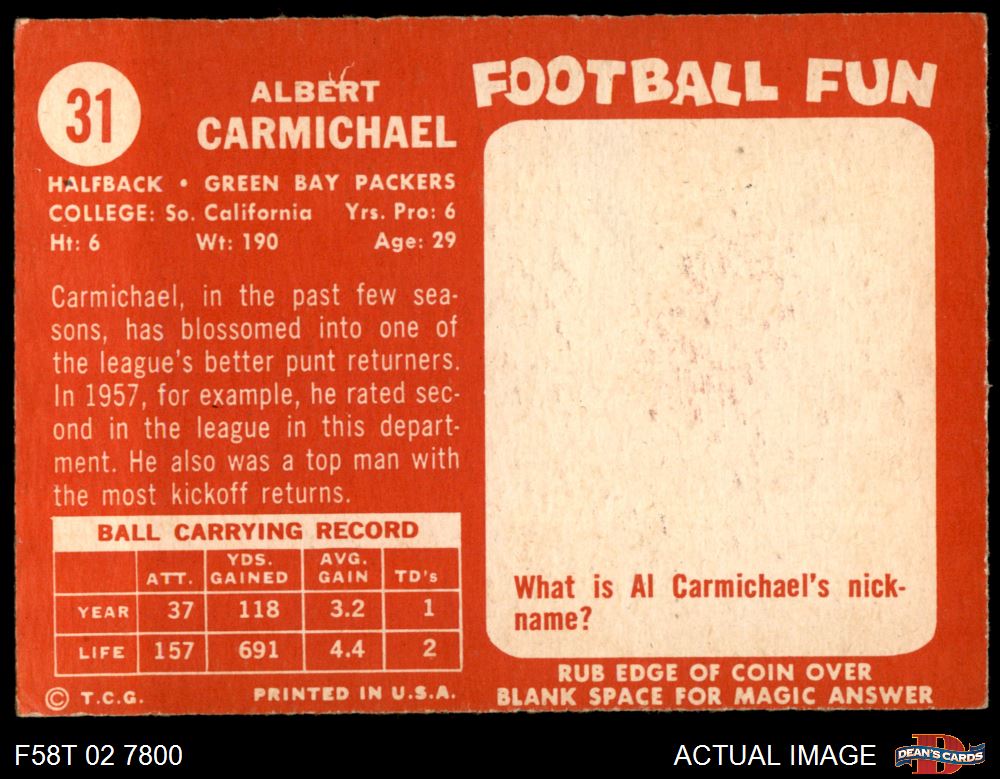 31
ALBERT
CARMICHAEL
HALFBACK • GREEN BAY PACKERS
COLLEGE: So. California Yrs. Pro: 6
Ht: 6 Wt: 190 Age: 29
Carmichael, in the past few sea-
sons, has blossomed into one of
the league's better punt returners.
In 1957, for example, he rated sec-
ond in the league in this depart-
ment. He also was a top man with
the most kickoff returns.
BALL CARRYING RECORD
ATT. YDS. GAINED AVG. GAIN TD's
YEAR 37 118 3.2 1
LIFE 157 691 4.4 2
© T.C.G. PRINTED IN U.S.A.
FOOTBALL FUN
What is Al Carmichael's nick-
name?
RUB EDGE OF COIN OVER
BLANK SPACE FOR MAGIC ANSWER
F58T 02 7800
ACTUAL IMAGE
D
DEAN'S CARDS